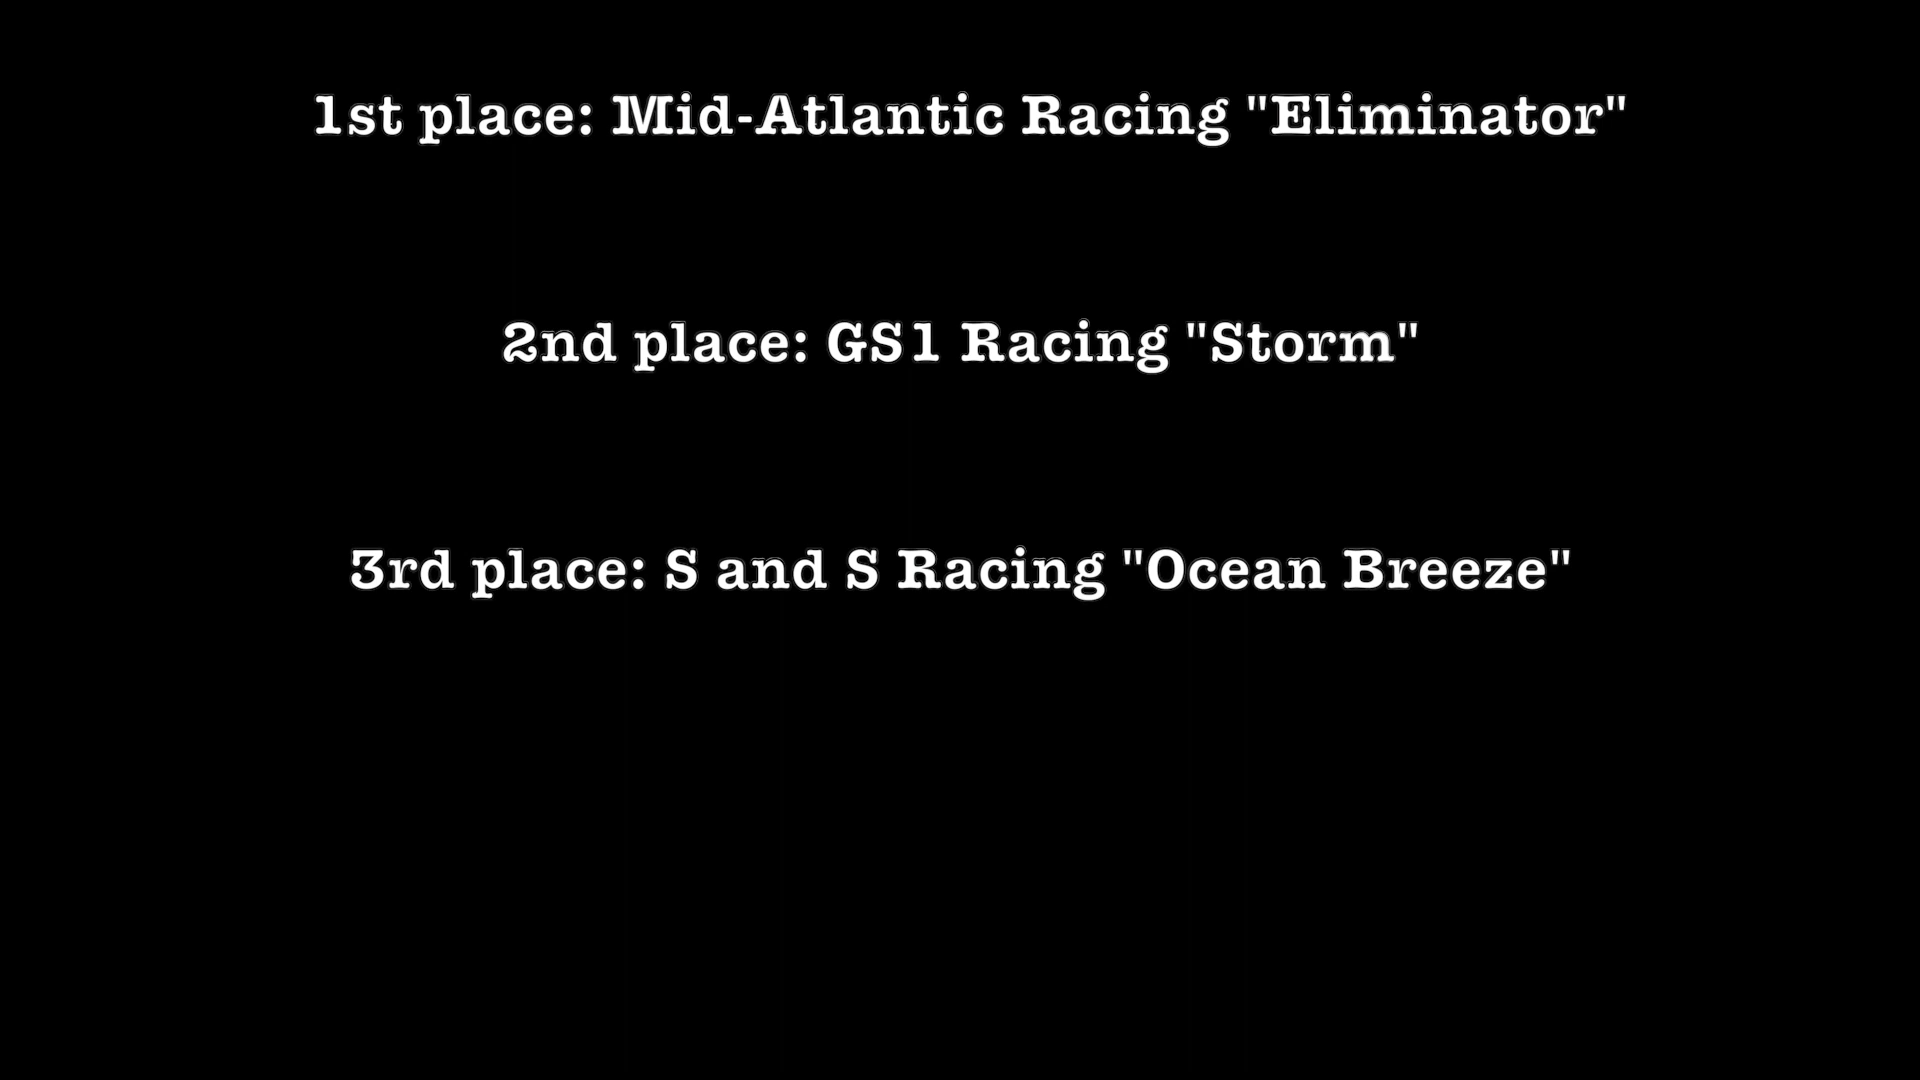 1st place: Mid-Atlantic Racing "Eliminator"
2nd place: GS1 Racing "Storm"
3rd place: S and S Racing "Ocean Breeze"